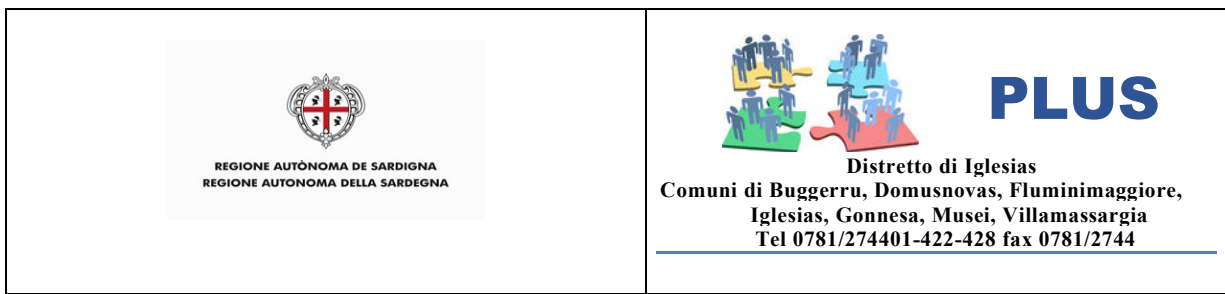 REGIONE AUTÒNOMA DE SARDIGNA
REGIONE AUTONOMA DELLA SARDEGNA
PLUS
Distretto di Iglesias
Comuni di Buggerru, Domusnovas, Fluminimaggiore,
Iglesias, Gonnesa, Musei, Villamassargia
Tel 0781/274401-422-428 fax 0781/2744